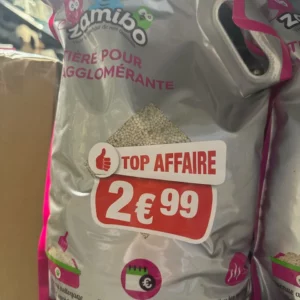 Zamibo
TIÈRE POUR
AGGLOMÉRANTE
TOP AFFAIRE
2€99
€